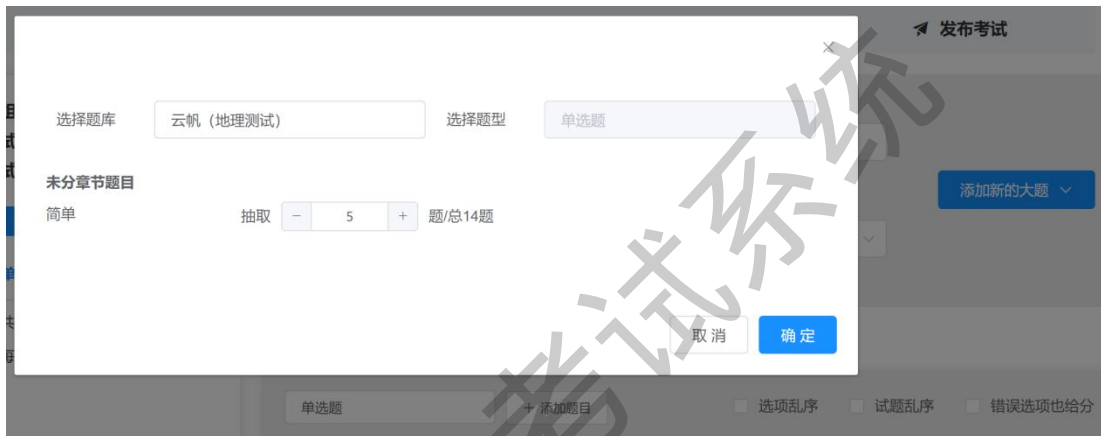 发布考试
选择题库 云帆（地理测试） 选择题型 单选题
未分章节题目
添加新的大题
简单 抽取 - 5 + 题/总14题
取消 确定
单选题 + 添加题目 选项乱序 试题乱序 错误选项也给分
考试系统